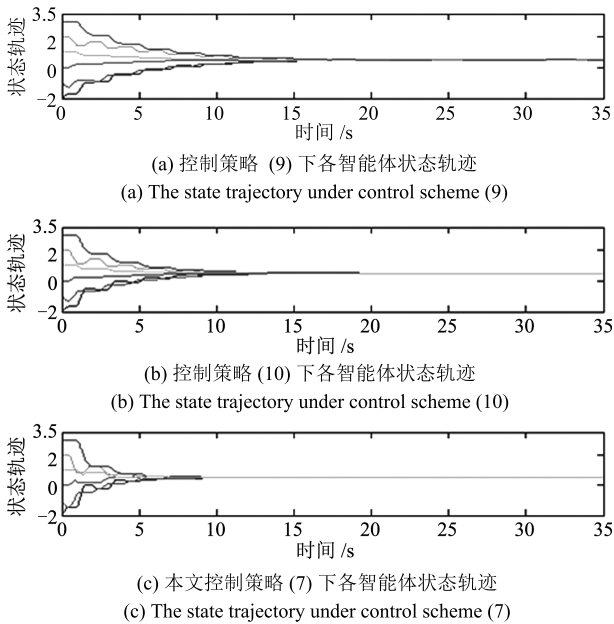 3.5
2
0
−2
状态轨迹
0 5 10 15 20 25 30 35
时间 /s
(a) 控制策略 (9) 下各智能体状态轨迹
(a) The state trajectory under control scheme (9)
3.5
2
0
−2
状态轨迹
0 5 10 15 20 25 30 35
时间 /s
(b) 控制策略 (10) 下各智能体状态轨迹
(b) The state trajectory under control scheme (10)
3.5
2
0
−2
状态轨迹
0 5 10 15 20 25 30 35
时间 /s
(c) 本文控制策略 (7) 下各智能体状态轨迹
(c) The state trajectory under control scheme (7)